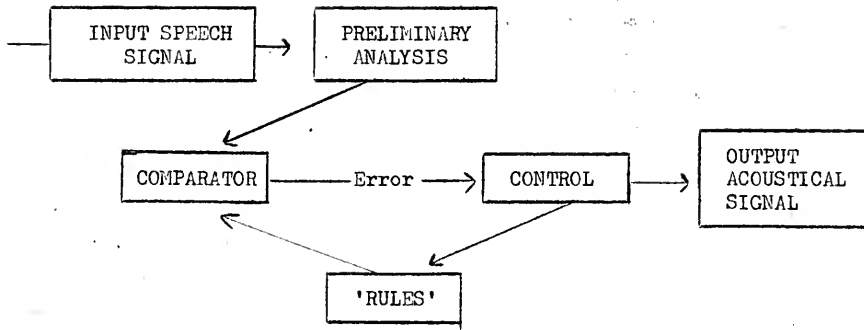 INPUT SPEECH
SIGNAL
PRELIMINARY
ANALYSIS
COMPARATOR
Error
CONTROL
OUTPUT
ACOUSTICAL
SIGNAL
'RULES'